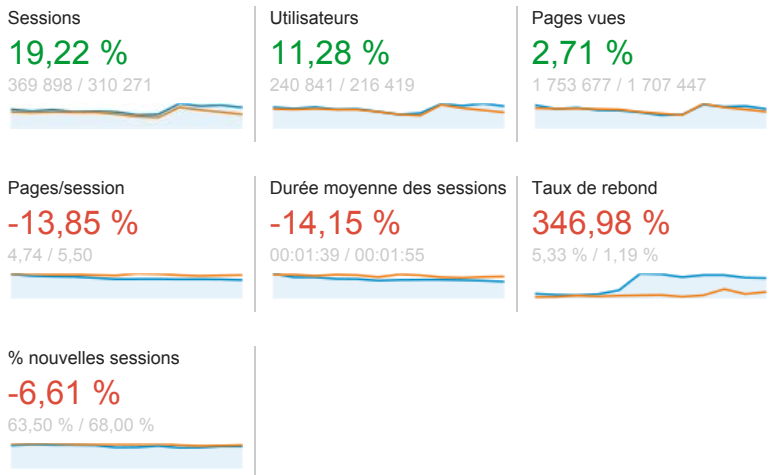 Sessions
19,22 %
369 898 / 310 271
Utilisateurs
11,28 %
240 841 / 216 419
Pages vues
2,71 %
1 753 677 / 1 707 447
Pages/session
-13,85 %
4,74 / 5,50
Durée moyenne des sessions
-14,15 %
00:01:39 / 00:01:55
Taux de rebond
346,98 %
5,33 % / 1,19 %
% nouvelles sessions
-6,61 %
63,50 % / 68,00 %